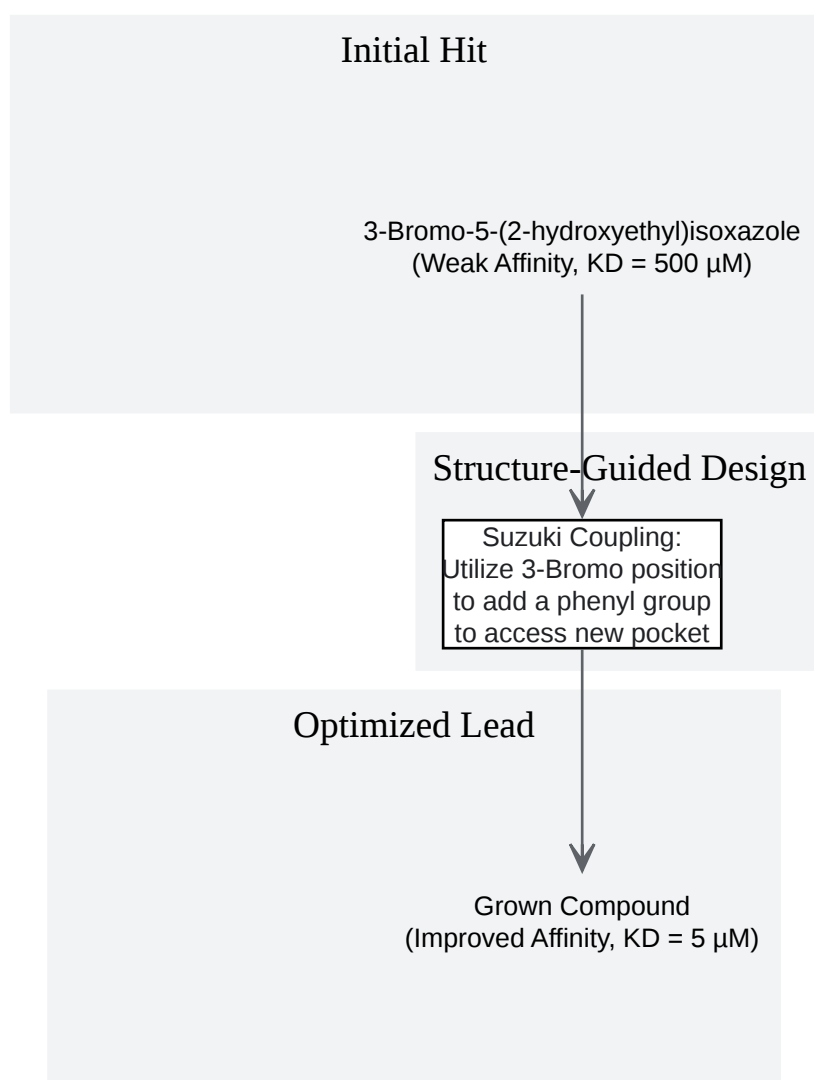 Initial Hit
3-Bromo-5-(2-hydroxyethyl)isoxazole
(Weak Affinity, KD = 500 µM)
Structure-Guided Design
Suzuki Coupling:
Utilize 3-Bromo position
to add a phenyl group
to access new pocket
Optimized Lead
Grown Compound
(Improved Affinity, KD = 5 µM)